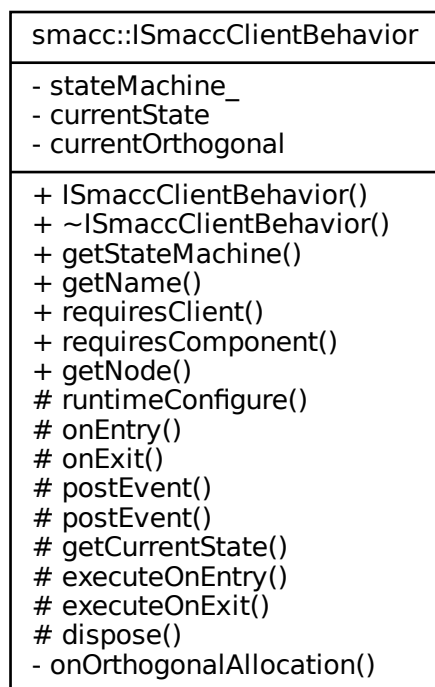 smacc::ISmaccClientBehavior
- stateMachine_
- currentState
- currentOrthogonal
+ ISmaccClientBehavior()
+ ~ISmaccClientBehavior()
+ getStateMachine()
+ getName()
+ requiresClient()
+ requiresComponent()
+ getNode()
# runtimeConfigure()
# onEntry()
# onExit()
# postEvent()
# postEvent()
# getCurrentState()
# executeOnEntry()
# executeOnExit()
# dispose()
- onOrthogonalAllocation()